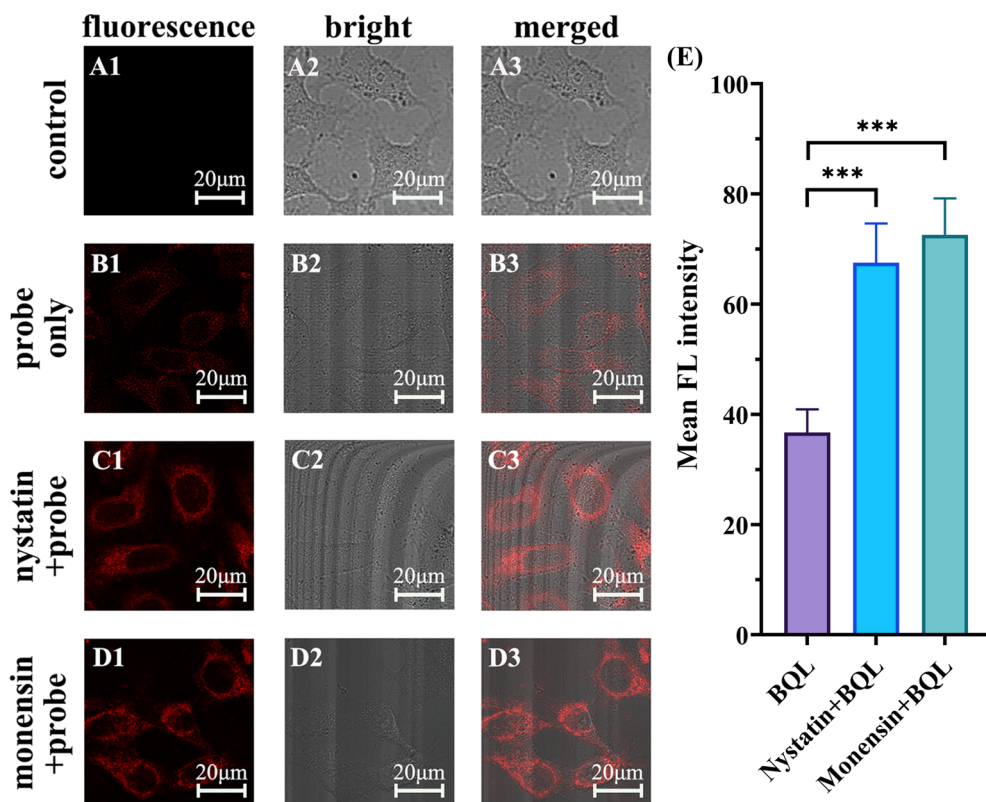 fluorescence bright merged
control
A1 A2 A3
20μm 20μm 20μm
probe
only
B1 B2 B3
20μm 20μm 20μm
nystatin
+probe
C1 C2 C3
20μm 20μm 20μm
monensin
+probe
D1 D2 D3
20μm 20μm 20μm
(E)
Mean FL intensity
100
80
60
40
20
0
***
***
BQL
Nystatin+BQL
Monensin+BQL